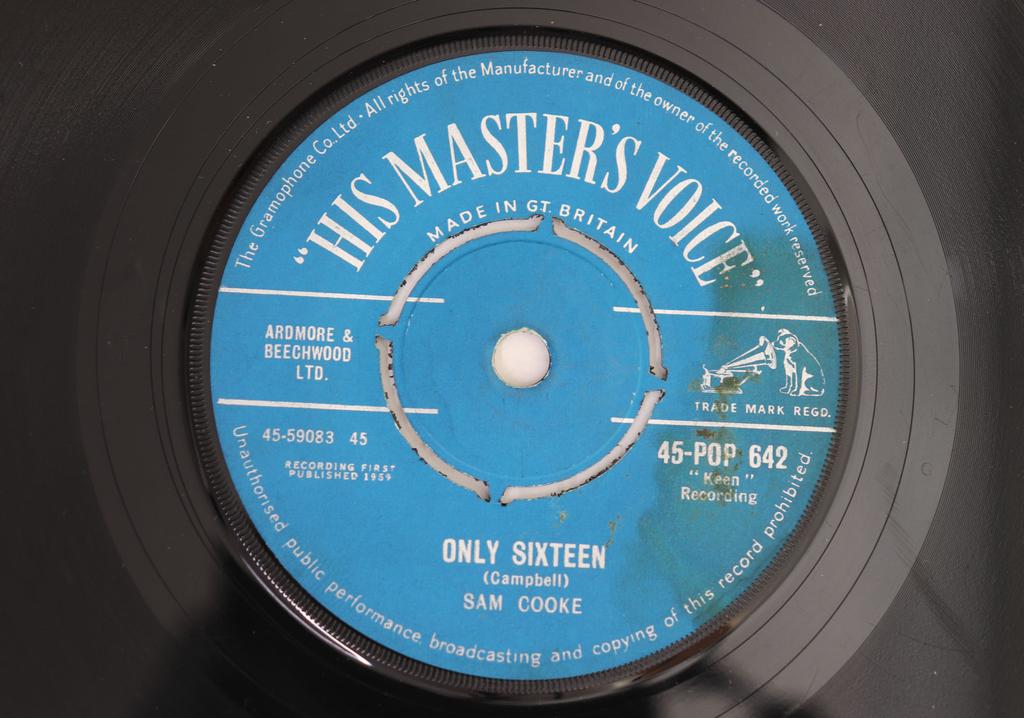 The Gramophone Co. Ltd · All rights of the Manufacturer and of the owner of the recorded work reserved
"HIS MASTER'S VOICE"
MADE IN GT. BRITAIN
ARDMORE &
BEECHWOOD
LTD.
TRADE MARK REGD.
45-59083 45
RECORDING FIRST
PUBLISHED 1959
45-POP 642
"Keen"
Recording
ONLY SIXTEEN
(Campbell)
SAM COOKE
Unauthorised public performance, broadcasting and copying of this record prohibited.